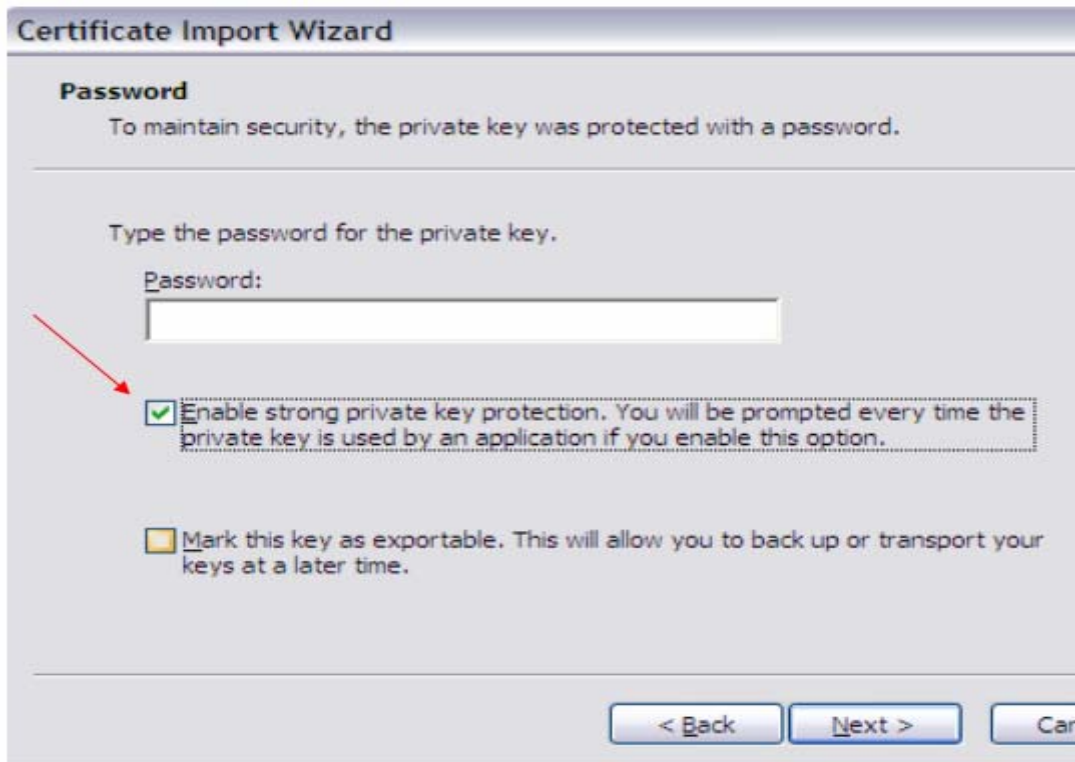 Certificate Import Wizard
Password
To maintain security, the private key was protected with a password.
Type the password for the private key.
Password:
Enable strong private key protection. You will be prompted every time the
private key is used by an application if you enable this option.
Mark this key as exportable. This will allow you to back up or transport your
keys at a later time.
< Back Next > Can